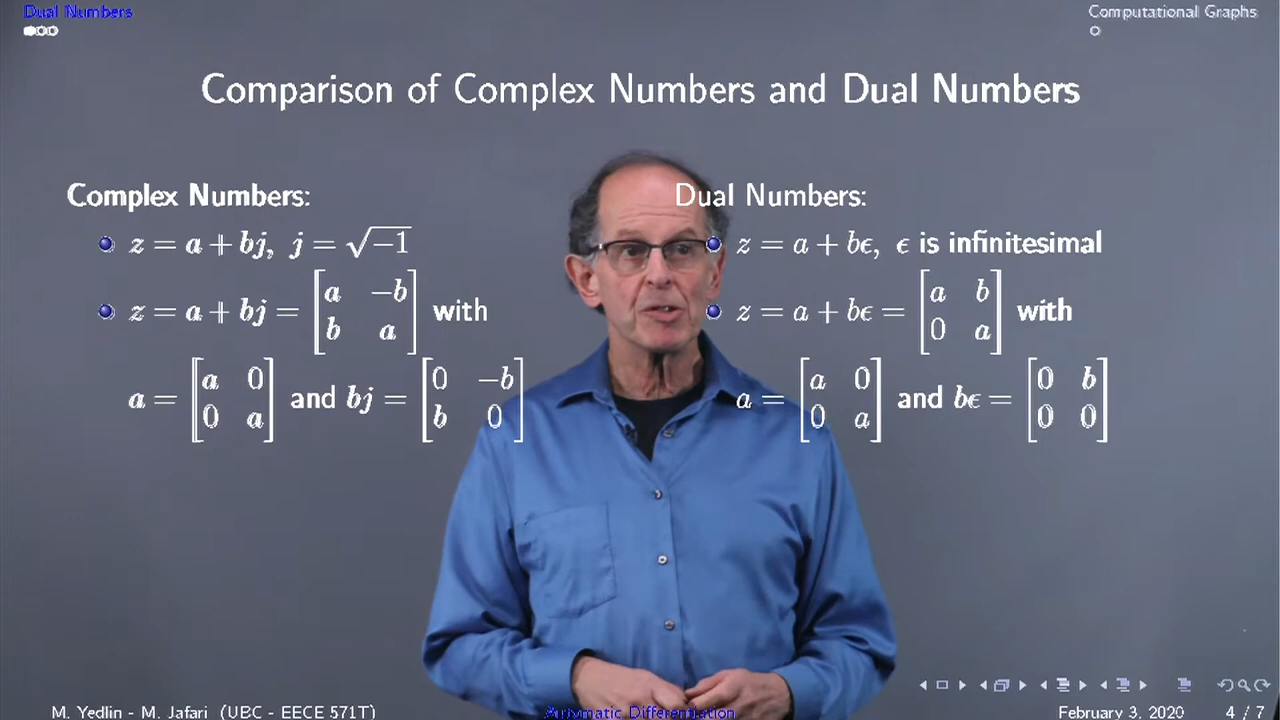 Dual Numbers
Computational Graphs
Comparison of Complex Numbers and Dual Numbers
Complex Numbers:
z = a + bj, j = √−1
z = a + bj = [a −b; b a] with
a = [a 0; 0 a] and bj = [0 −b; b 0]
Dual Numbers:
z = a + bϵ, ϵ is infinitesimal
z = a + bϵ = [a b; 0 a] with
a = [a 0; 0 a] and bϵ = [0 b; 0 0]
M. Yedlin - M. Jafari (UBC - EECE 571T)
Differentiation
February 3, 2020
4 / 7